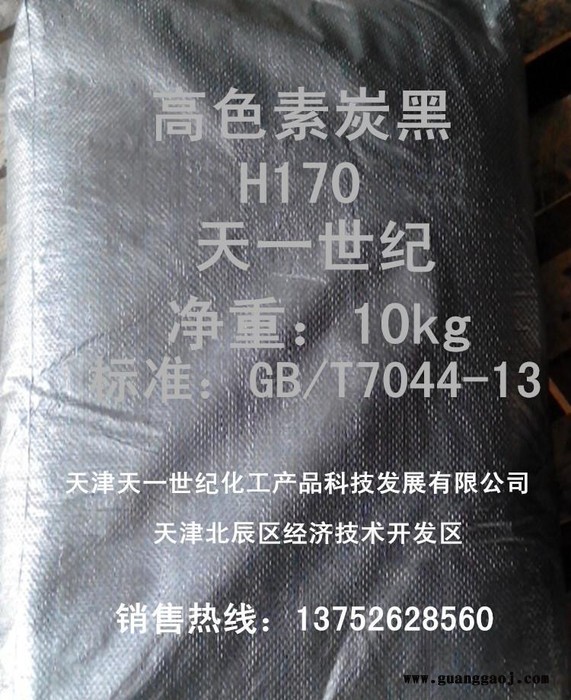 高色素炭黑
H170
天一世纪
净重：10kg
标准：GB/T7044-13
天津天一世纪化工产品科技发展有限公司
天津北辰区经济技术开发区
销售热线：13752628560
www.guanggaoj.com